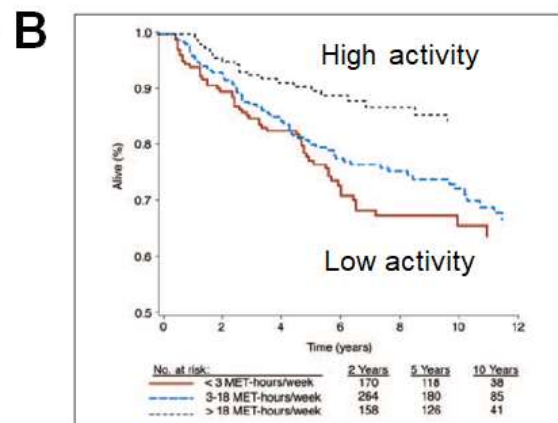 B
High activity
Low activity
Alive (%)
1.0
0.9
0.8
0.7
0.6
0.5
0 2 4 6 8 10 12
Time (years)
No. at risk: 2 Years 5 Years 10 Years
< 3 MET-hours/week 170 118 38
3-18 MET-hours/week 264 180 85
> 18 MET-hours/week 158 126 41